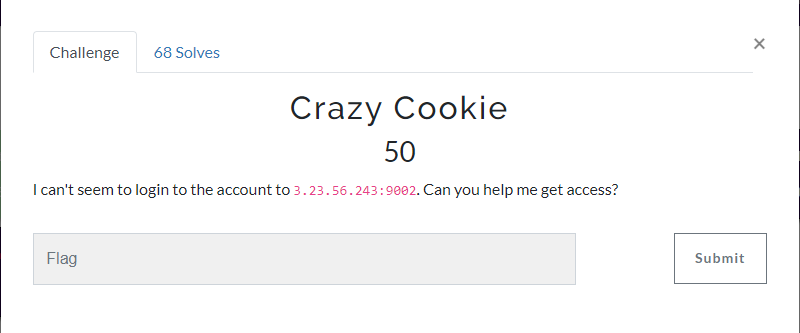 Challenge
68 Solves
×
Crazy Cookie
50
I can't seem to login to the account to 3.23.56.243:9002. Can you help me get access?
Flag
Submit